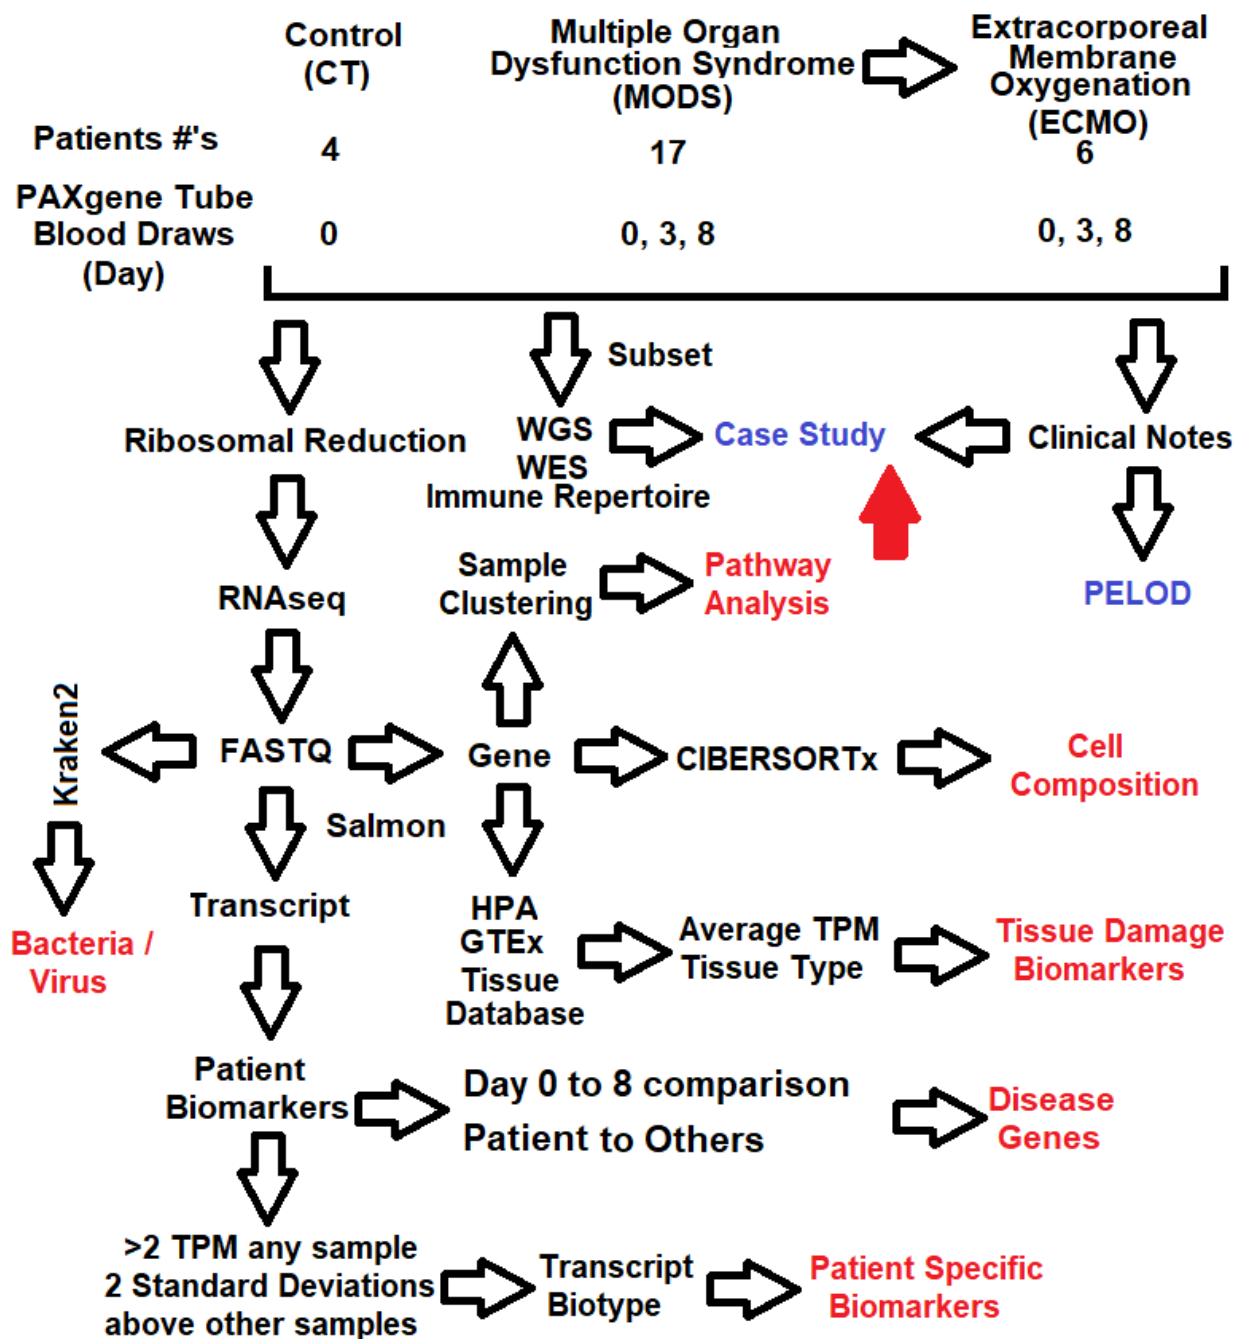 Control
(CT)
Multiple Organ
Dysfunction Syndrome
(MODS)
Extracorporeal
Membrane
Oxygenation
(ECMO)
Patients #'s
4
17
6
PAXgene Tube
Blood Draws
(Day)
0
0, 3, 8
0, 3, 8
Subset
Ribosomal Reduction
WGS
WES
Immune Repertoire
Case Study
Clinical Notes
RNAseq
Sample
Clustering
Pathway
Analysis
PELOD
Kraken2
FASTQ
Gene
CIBERSORTx
Cell
Composition
Salmon
Bacteria /
Virus
Transcript
HPA
GTEx
Tissue
Database
Average TPM
Tissue Type
Tissue Damage
Biomarkers
Patient
Biomarkers
Day 0 to 8 comparison
Patient to Others
Disease
Genes
>2 TPM any sample
2 Standard Deviations
above other samples
Transcript
Biotype
Patient Specific
Biomarkers